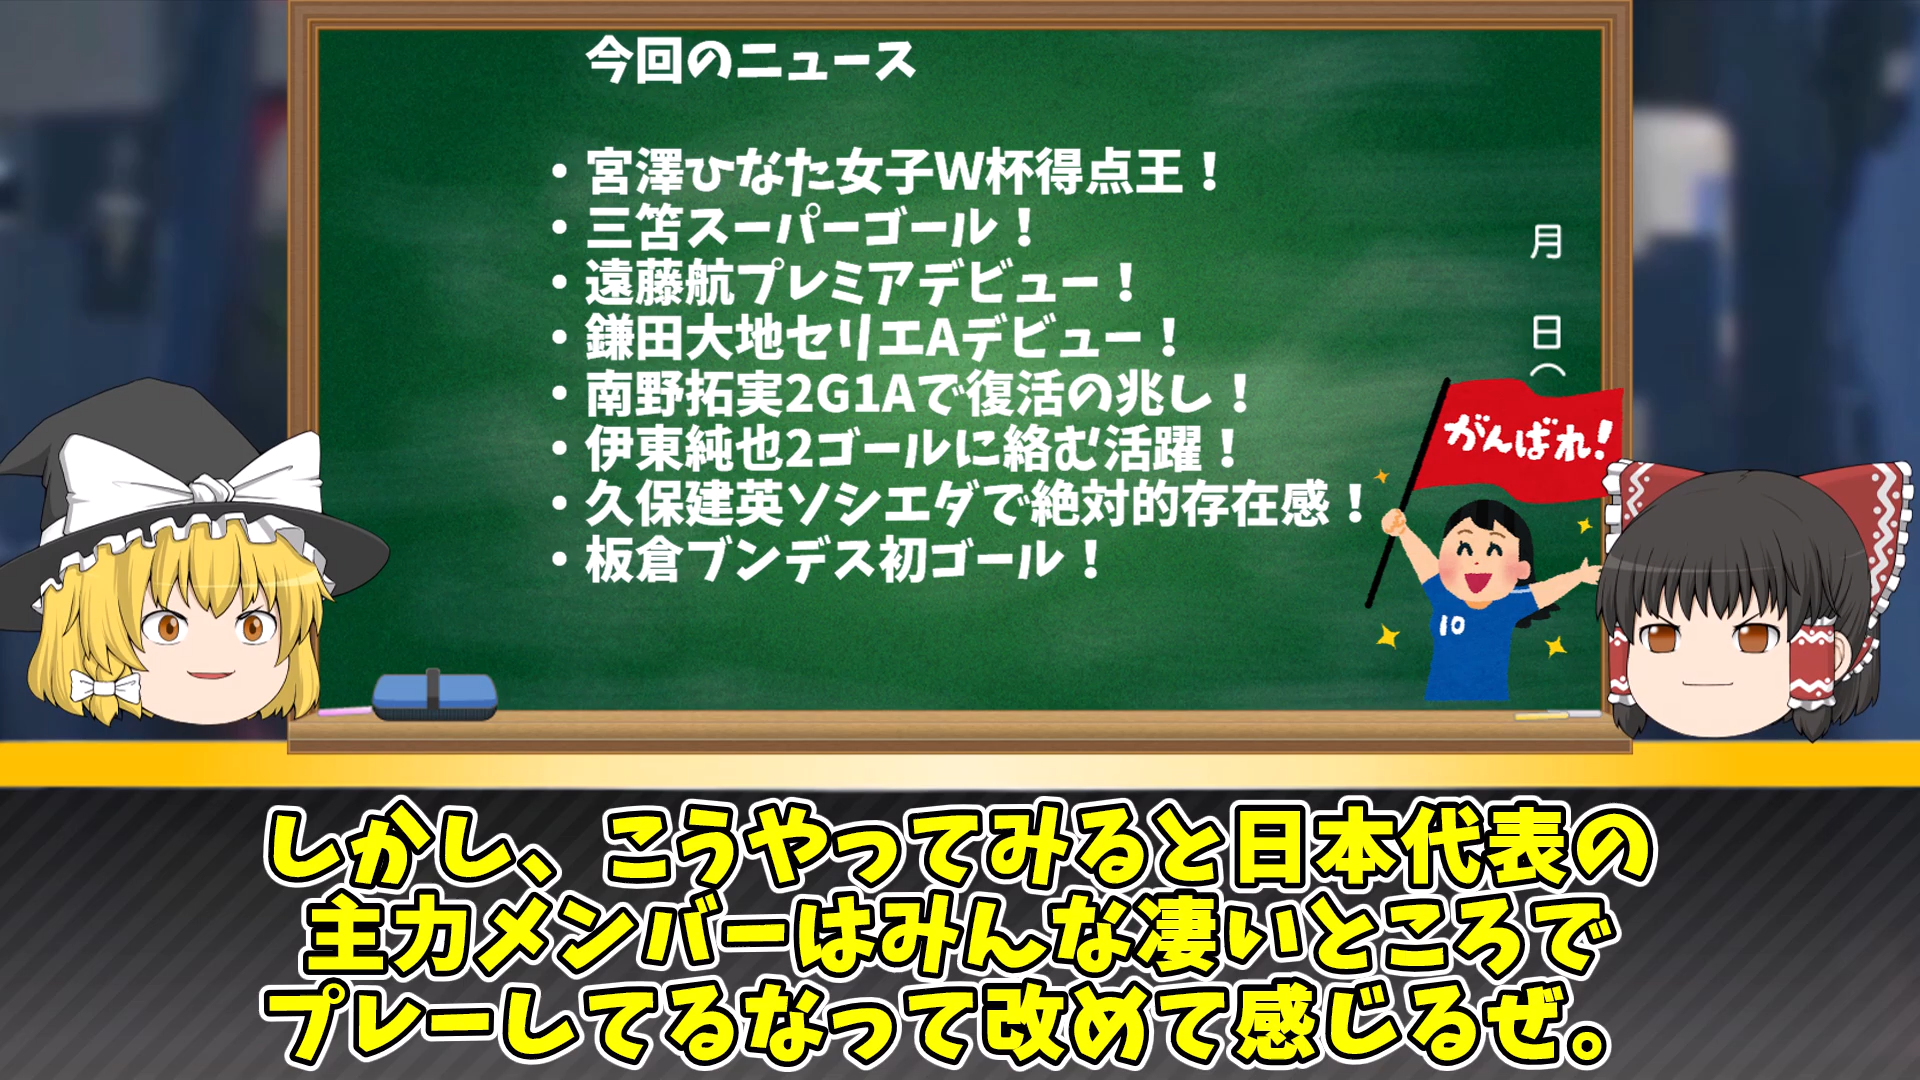 今回のニュース
・宮澤ひなた女子W杯得点王！
・三笘スーパーゴール！
・遠藤航プレミアデビュー！
・鎌田大地セリエAデビュー！
・南野拓実2G1Aで復活の兆し！
・伊東純也2ゴールに絡む活躍！
・久保建英ソシエダで絶対的存在感！
・板倉ブンデス初ゴール！
月
日
（
がんばれ！
10
しかし、こうやってみると日本代表の
主力メンバーはみんな凄いところで
プレーしてるなって改めて感じるぜ。